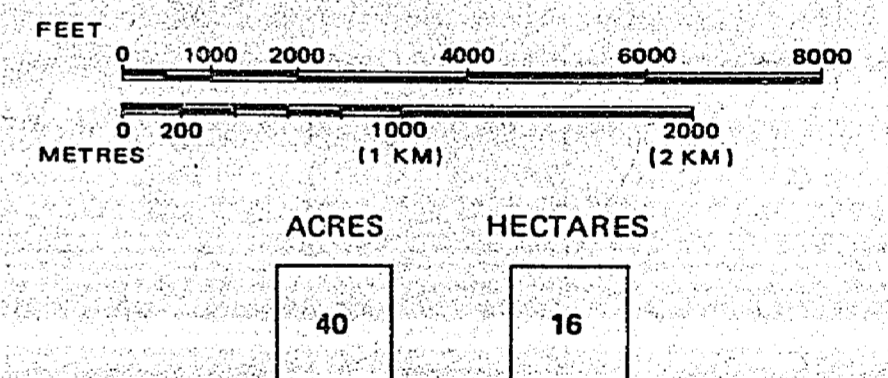 FEET
0 1000 2000 4000 6000 8000
0 200 1000 2000
METRES (1 KM) (2 KM)
ACRES HECTARES
40 16